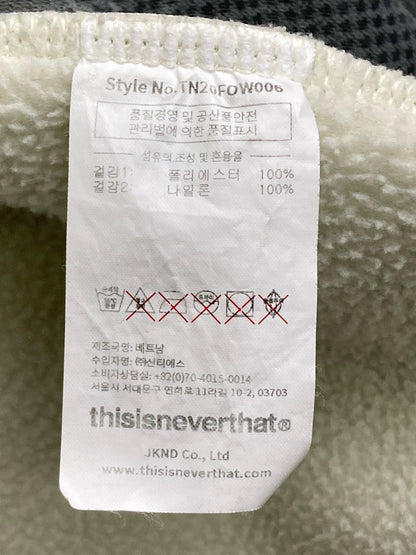 Style No.TN20FOW006
품질경영 및 공산품안전
관리법에 의한 품질표시
섬유의 조성 및 혼용율
겉감1: 폴리에스터 100%
겉감2: 나일론 100%
제조국명: 베트남
수입자명: ㈜신티에스
소비자상담: +82(0)70-4015-0014
서울시 서대문구 연희로 11라길 10-2, 03703
thisisneverthat®
JKND Co., Ltd
www.thisisneverthat.com